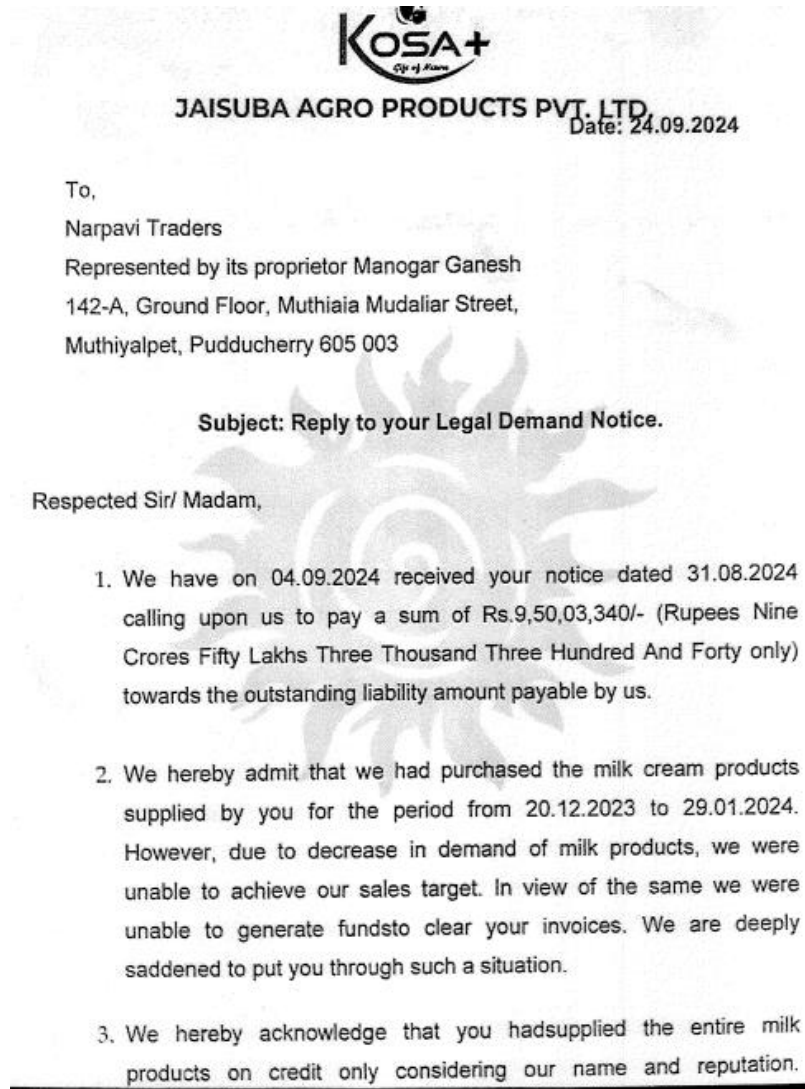 KOSA+
Gift of Nature
JAISUBA AGRO PRODUCTS PVT. LTD.
Date: 24.09.2024
To,
Narpavi Traders
Represented by its proprietor Manogar Ganesh
142-A, Ground Floor, Muthiaia Mudaliar Street,
Muthiyalpet, Pudducherry 605 003
Subject: Reply to your Legal Demand Notice.
Respected Sir/ Madam,
1. We have on 04.09.2024 received your notice dated 31.08.2024
calling upon us to pay a sum of Rs.9,50,03,340/- (Rupees Nine
Crores Fifty Lakhs Three Thousand Three Hundred And Forty only)
towards the outstanding liability amount payable by us.
2. We hereby admit that we had purchased the milk cream products
supplied by you for the period from 20.12.2023 to 29.01.2024.
However, due to decrease in demand of milk products, we were
unable to achieve our sales target. In view of the same we were
unable to generate fundsto clear your invoices. We are deeply
saddened to put you through such a situation.
3. We hereby acknowledge that you hadsupplied the entire milk
products on credit only considering our name and reputation.